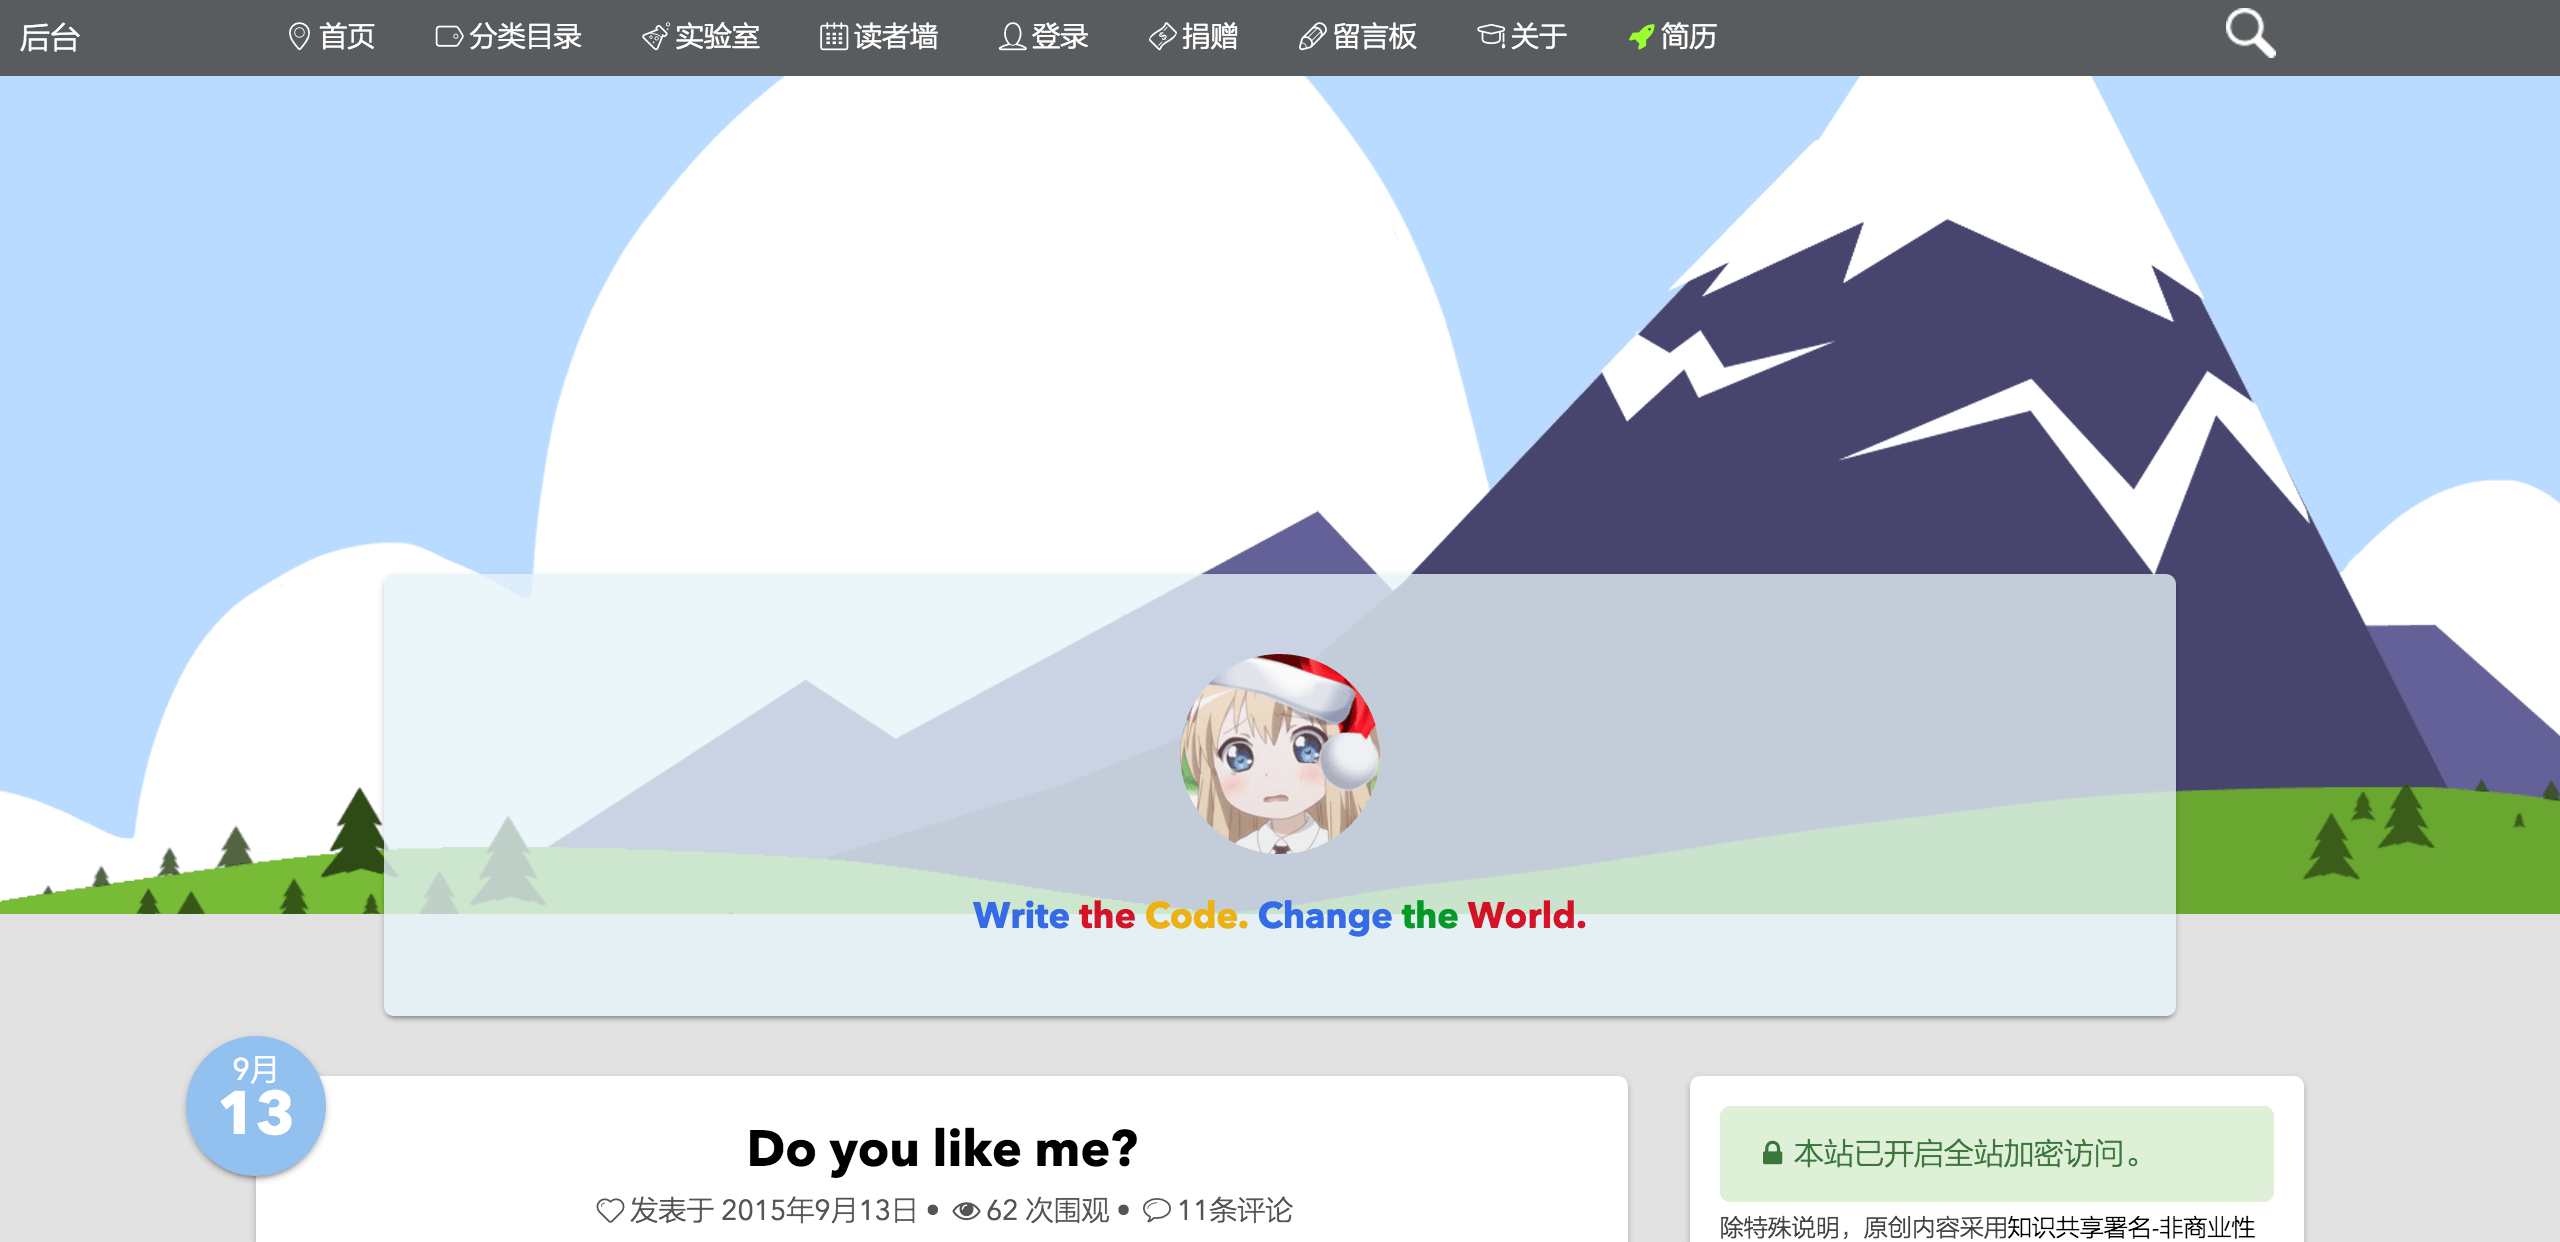 后台 首页 分类目录 实验室 读者墙 登录 捐赠 留言板 关于 简历
Write the Code. Change the World.
9月
13
Do you like me?
发表于 2015年9月13日 • 62 次围观 • 11条评论
本站已开启全站加密访问。
除特殊说明，原创内容采用知识共享署名-非商业性